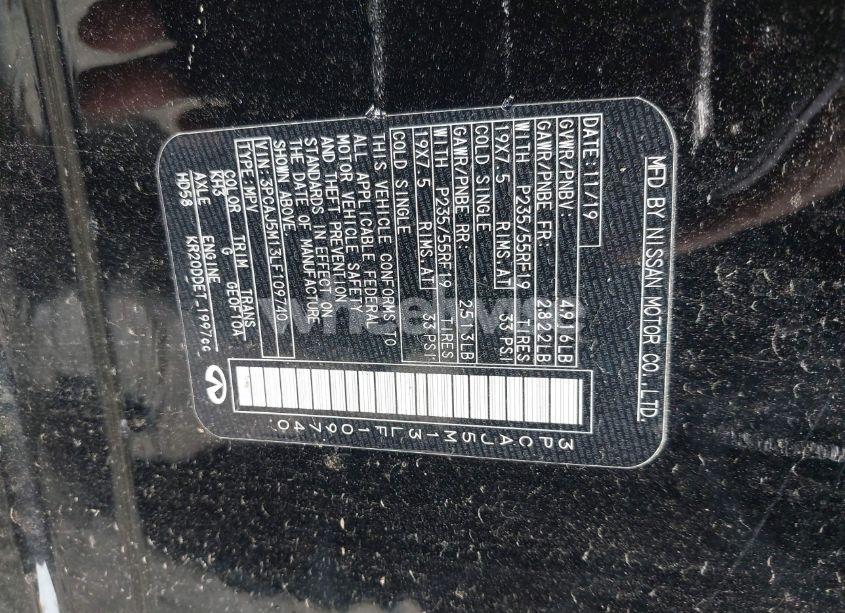 MFD BY NISSAN MOTOR CO.,LTD.
DATE:11/19
GVWR/PNBV: 4916LB
GAWR/PNBE FR: 2822LB
WITH P235/55RF19 TIRES
19X7.5 RIMS.AT 33 PSI
COLD SINGLE
GAWR/PNBE RR: 2513LB
WITH P235/55RF19 TIRES
19X7.5 RIMS.AT 33 PSI
COLD SINGLE
THIS VEHICLE CONFORMS TO
ALL APPLICABLE FEDERAL
MOTOR VEHICLE SAFETY
AND THEFT PREVENTION
STANDARDS IN EFFECT ON
THE DATE OF MANUFACTURE
SHOWN ABOVE
VIN:3PCAJ5M13LF109740
TYPE:MPV
COLOR TRIM TRANS
KH3 G GE0F10A
AXLE ENGINE
HD58 KR20DDET 1997cc
3PCAJ5M13LF109740